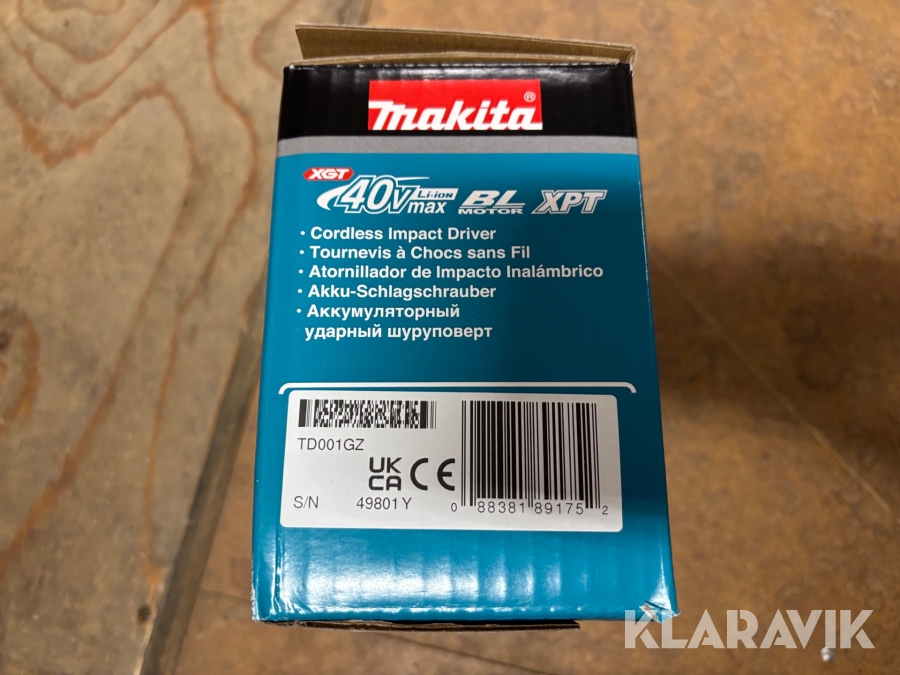 makita®
XGT
40Vmax Li-ion BL MOTOR XPT
· Cordless Impact Driver
· Tournevis à Chocs sans Fil
· Atornillador de Impacto Inalámbrico
· Akku-Schlagschrauber
· Аккумуляторный
ударный шуруповерт
TD001GZ
UK
CA CE
S/N 49801 Y
0 88381 89175 2
KLARAVIK